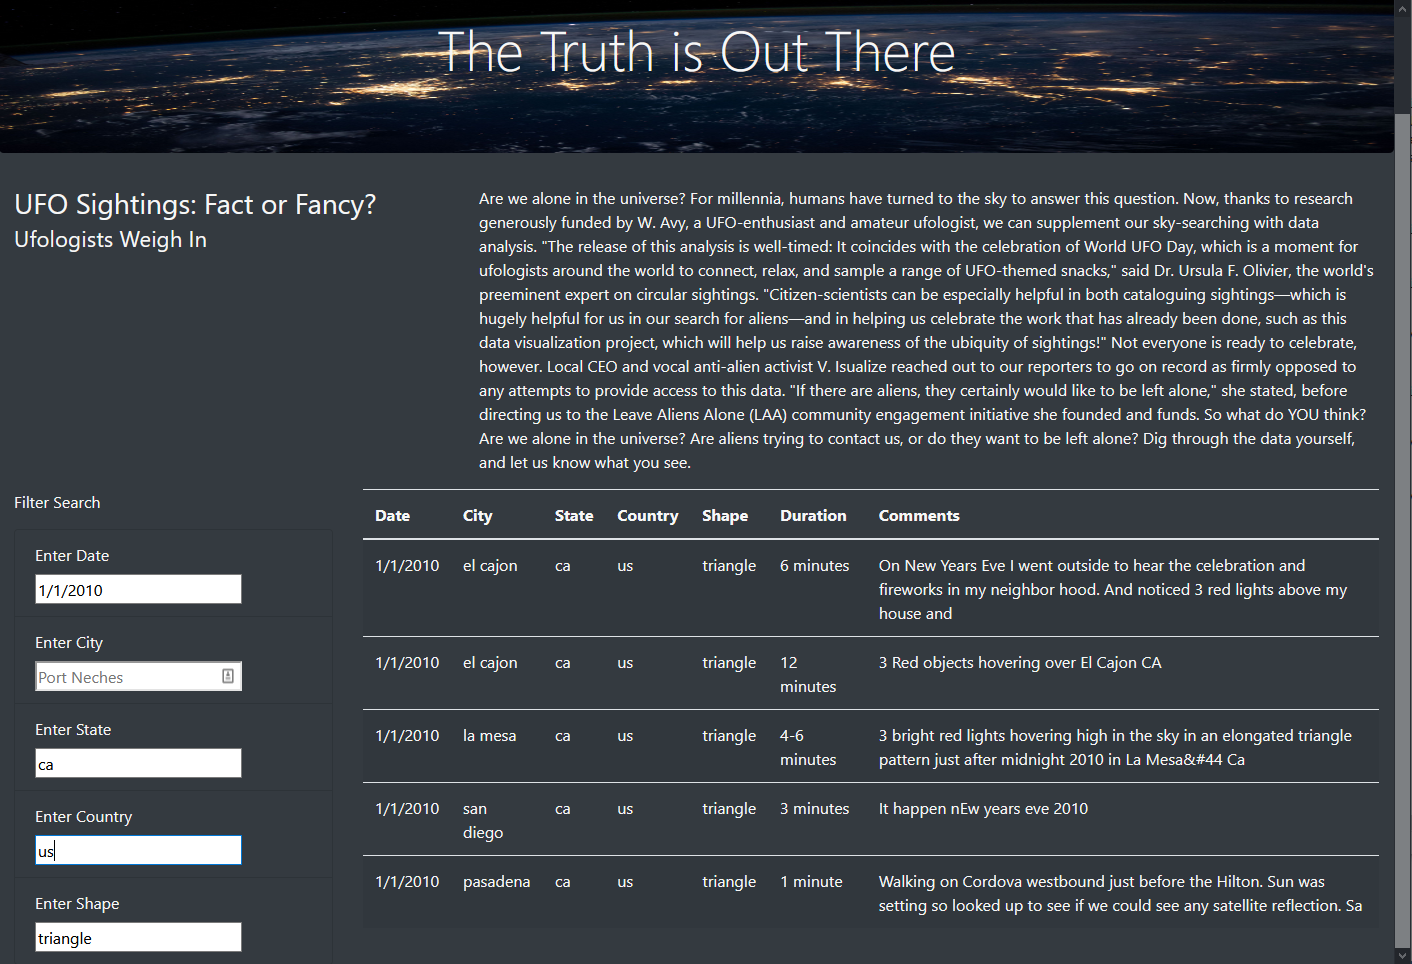 The Truth is Out There
UFO Sightings: Fact or Fancy?
Ufologists Weigh In
Are we alone in the universe? For millennia, humans have turned to the sky to answer this question. Now, thanks to research
generously funded by W. Avy, a UFO-enthusiast and amateur ufologist, we can supplement our sky-searching with data
analysis. "The release of this analysis is well-timed: It coincides with the celebration of World UFO Day, which is a moment for
ufologists around the world to connect, relax, and sample a range of UFO-themed snacks," said Dr. Ursula F. Olivier, the world's
preeminent expert on circular sightings. "Citizen-scientists can be especially helpful in both cataloguing sightings—which is
hugely helpful for us in our search for aliens—and in helping us celebrate the work that has already been done, such as this
data visualization project, which will help us raise awareness of the ubiquity of sightings!" Not everyone is ready to celebrate,
however. Local CEO and vocal anti-alien activist V. Isualize reached out to our reporters to go on record as firmly opposed to
any attempts to provide access to this data. "If there are aliens, they certainly would like to be left alone," she stated, before
directing us to the Leave Aliens Alone (LAA) community engagement initiative she founded and funds. So what do YOU think?
Are we alone in the universe? Are aliens trying to contact us, or do they want to be left alone? Dig through the data yourself,
and let us know what you see.
Filter Search
Enter Date
1/1/2010
Enter City
Port Neches
Enter State
ca
Enter Country
us
Enter Shape
triangle
Date City State Country Shape Duration Comments
1/1/2010 el cajon ca us triangle 6 minutes On New Years Eve I went outside to hear the celebration and
fireworks in my neighbor hood. And noticed 3 red lights above my
house and
1/1/2010 el cajon ca us triangle 12 3 Red objects hovering over El Cajon CA
minutes
1/1/2010 la mesa ca us triangle 4-6 3 bright red lights hovering high in the sky in an elongated triangle
minutes pattern just after midnight 2010 in La Mesa&#44 Ca
1/1/2010 san ca us triangle 3 minutes It happen nEw years eve 2010
diego
1/1/2010 pasadena ca us triangle 1 minute Walking on Cordova westbound just before the Hilton. Sun was
setting so looked up to see if we could see any satellite reflection. Sa